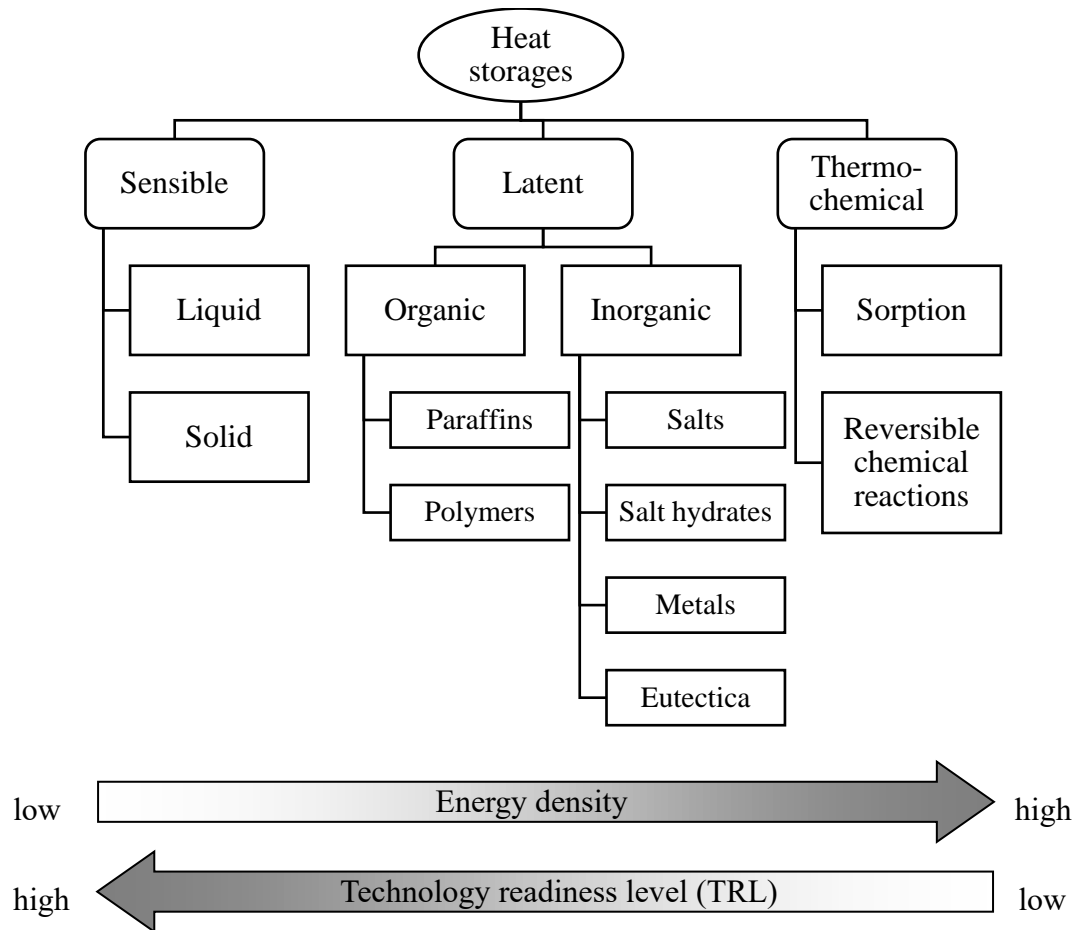 Heat
storages
Sensible
Latent
Thermo-
chemical
Liquid
Solid
Organic
Inorganic
Paraffins
Polymers
Salts
Salt hydrates
Metals
Eutectica
Sorption
Reversible
chemical
reactions
low
Energy density
high
high
Technology readiness level (TRL)
low